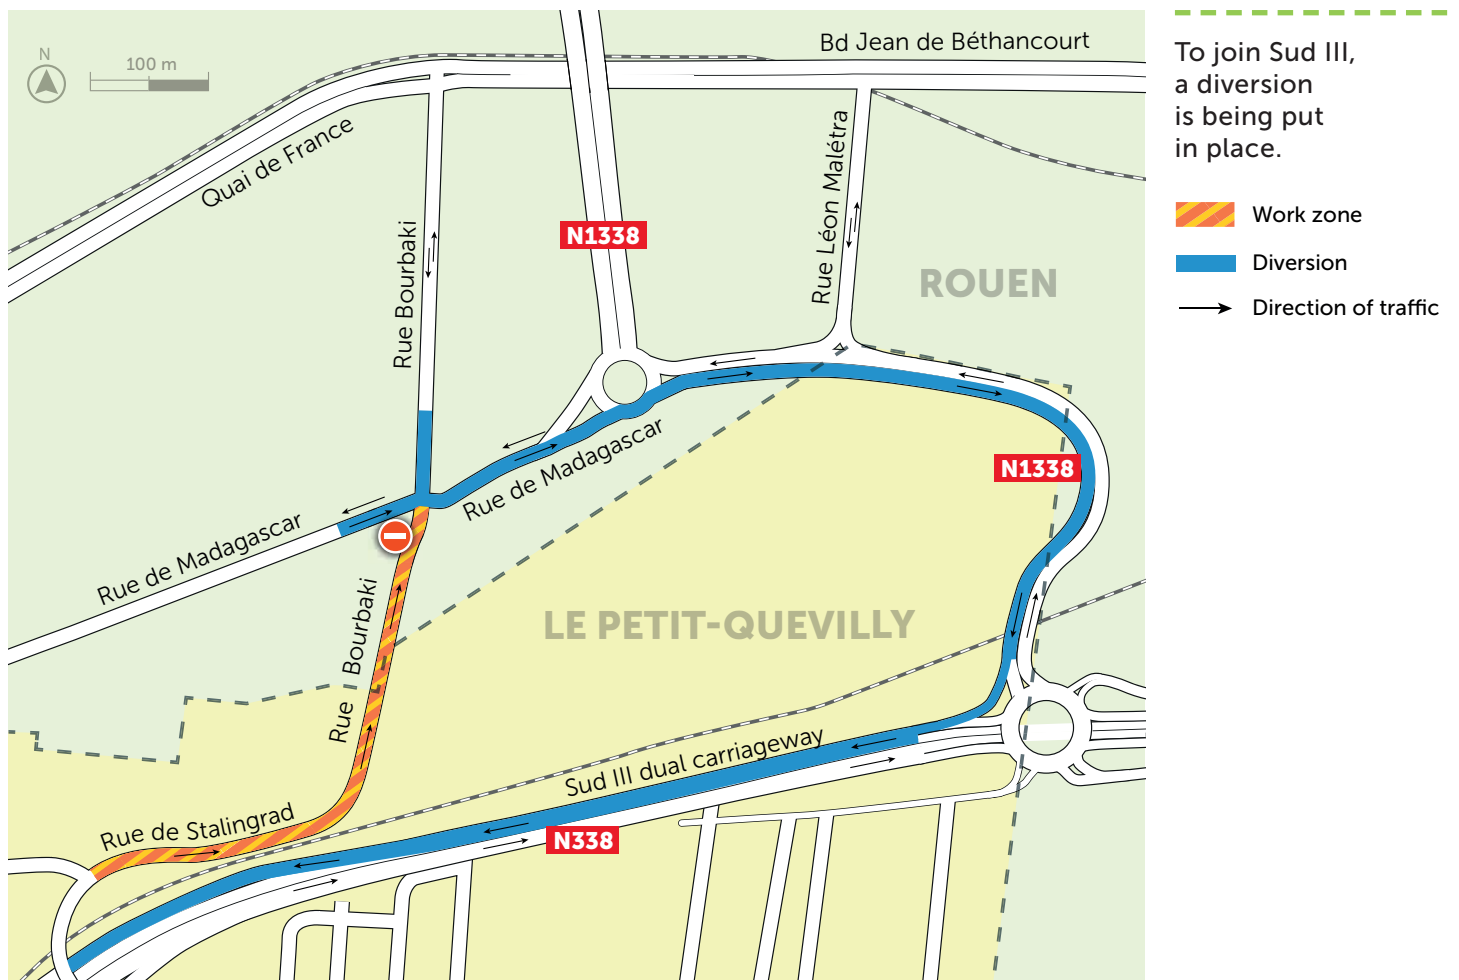 N
100 m
Bd Jean de Béthancourt
Quai de France
Rue Bourbaki
N1338
Rue Léon Malétra
ROUEN
N1338
Rue de Madagascar
Rue de Madagascar
Rue Bourbaki
LE PETIT-QUEVILLY
Sud III dual carriageway
Rue de Stalingrad
N338
To join Sud III,
a diversion
is being put
in place.
Work zone
Diversion
Direction of traffic